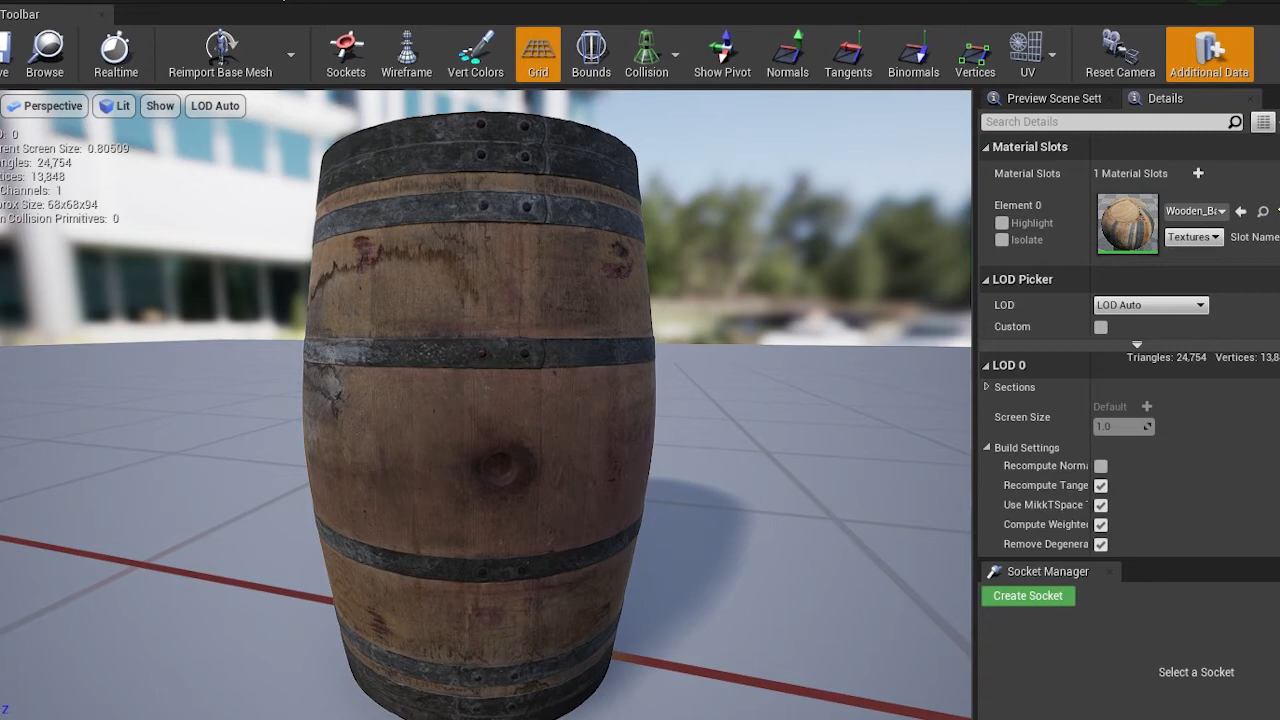 Toolbar
ve
Browse
Realtime
Reimport Base Mesh
Sockets
Wireframe
Vert Colors
Grid
Bounds
Collision
Show Pivot
Normals
Tangents
Binormals
Vertices
UV
Reset Camera
Additional Data
Perspective
Lit
Show
LOD Auto
D: 0
rent Screen Size: 0.80509
angles: 24,754
tices: 13,848
Channels: 1
rox Size: 68x68x94
n Collision Primitives: 0
Z
Preview Scene Sett
Details
Search Details
Material Slots
Material Slots
1 Material Slots
Element 0
Highlight
Isolate
Wooden_Ba
Textures
Slot Name
LOD Picker
LOD
LOD Auto
Custom
Triangles: 24,754 Vertices: 13,8
LOD 0
Sections
Screen Size
Default
1.0
Build Settings
Recompute Norma
Recompute Tange
Use MikkTSpace T
Compute Weighted
Remove Degenera
Socket Manager
Create Socket
Select a Socket